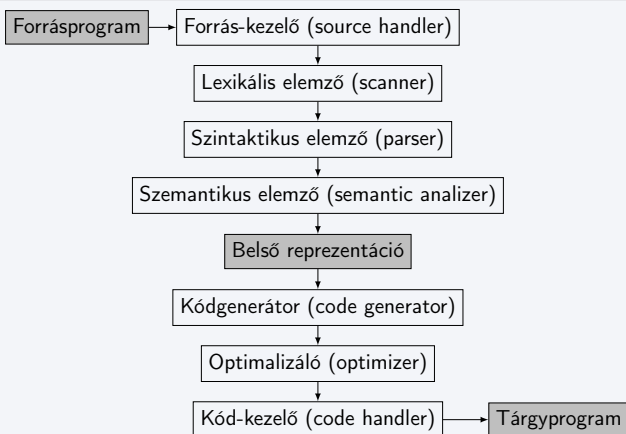 Forrásprogram
Forrás-kezelő (source handler)
Lexikális elemző (scanner)
Szintaktikus elemző (parser)
Szemantikus elemző (semantic analizer)
Belső reprezentáció
Kódgenerátor (code generator)
Optimalizáló (optimizer)
Kód-kezelő (code handler)
Tárgyprogram